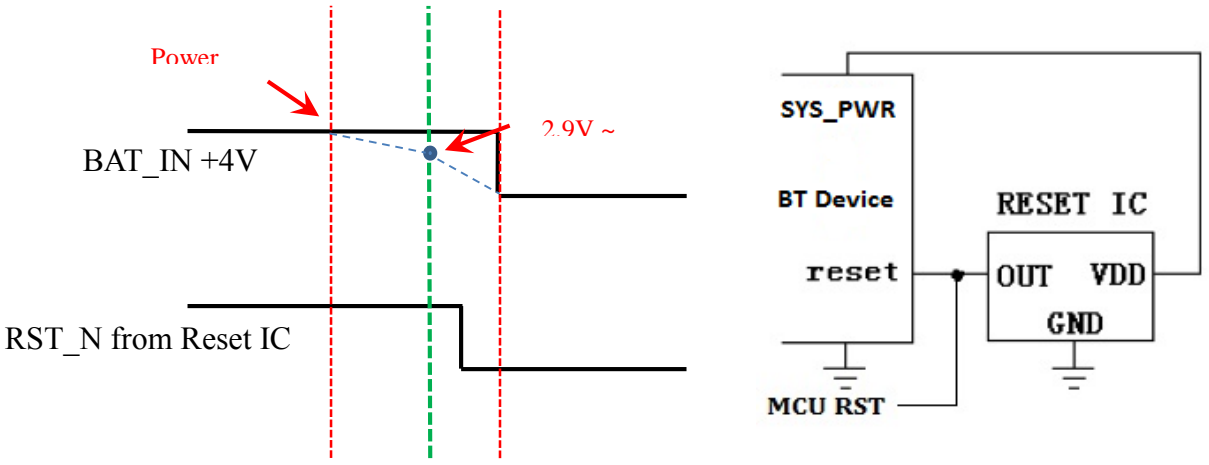 Power
2.9V ~
BAT_IN +4V
RST_N from Reset IC
SYS_PWR
BT Device
reset
RESET IC
OUT VDD
GND
MCU RST